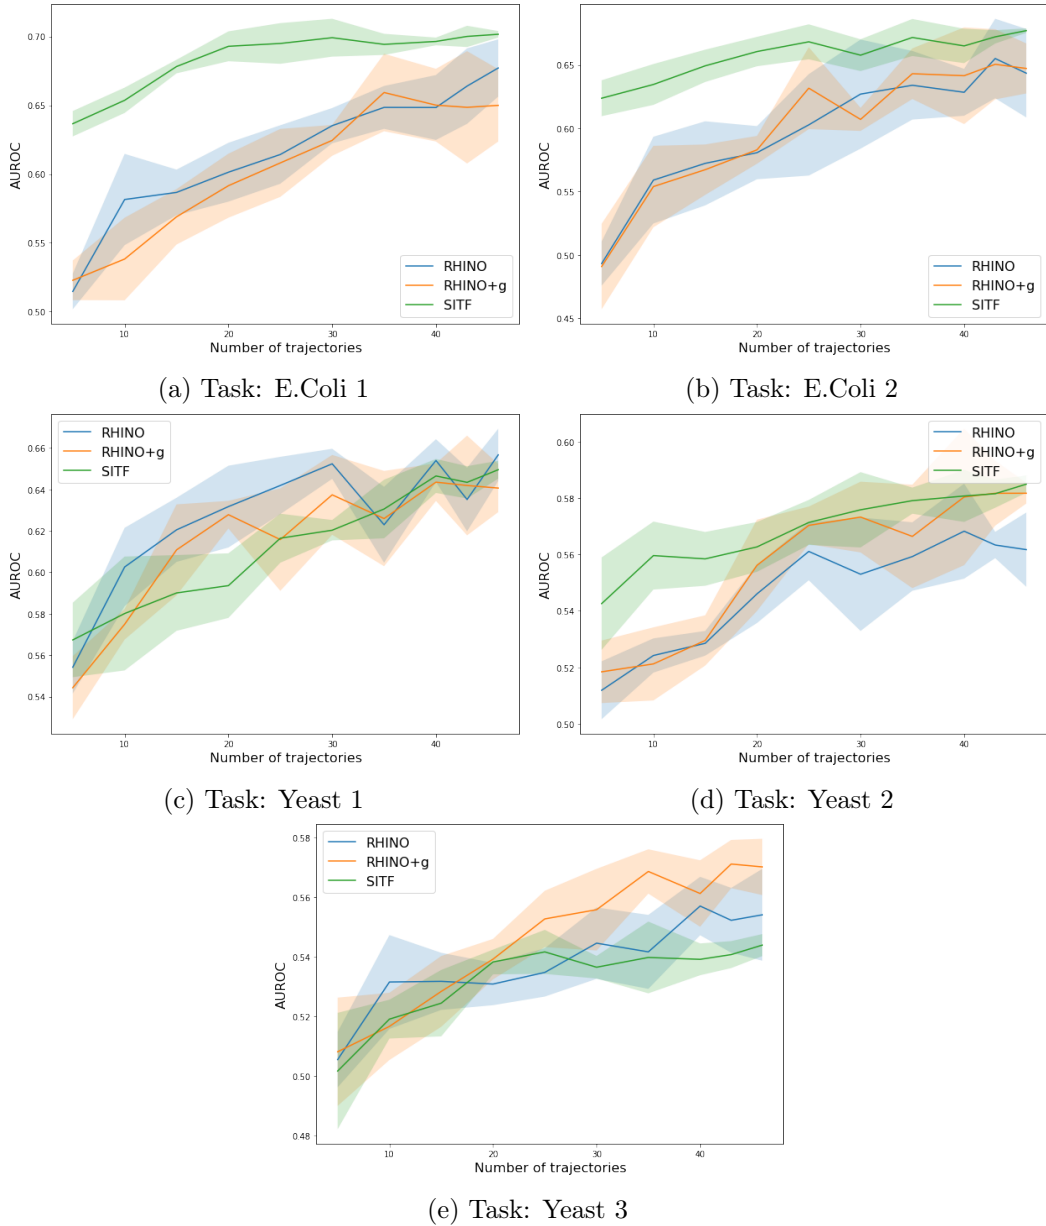 AUROC
0.70
0.65
0.60
0.55
0.50
RHINO
RHINO+g
SITF
10 20 30 40
Number of trajectories
(a) Task: E.Coli 1
AUROC
0.65
0.60
0.55
0.50
0.45
RHINO
RHINO+g
SITF
10 20 30 40
Number of trajectories
(b) Task: E.Coli 2
AUROC
0.66
0.64
0.62
0.60
0.58
0.56
0.54
RHINO
RHINO+g
SITF
10 20 30 40
Number of trajectories
(c) Task: Yeast 1
AUROC
0.60
0.58
0.56
0.54
0.52
0.50
RHINO
RHINO+g
SITF
10 20 30 40
Number of trajectories
(d) Task: Yeast 2
AUROC
0.58
0.56
0.54
0.52
0.50
0.48
RHINO
RHINO+g
SITF
10 20 30 40
Number of trajectories
(e) Task: Yeast 3